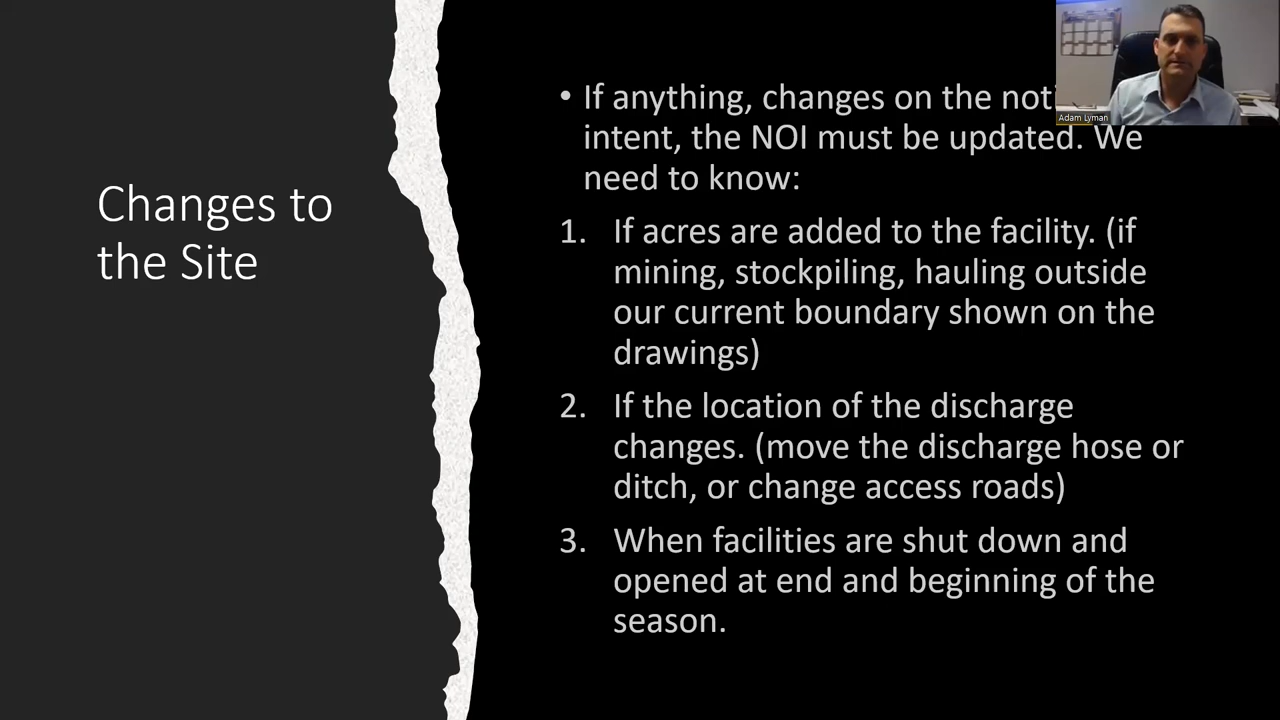 Changes to
the Site
• If anything, changes on the
intent, the NOI must be updated. We
need to know:
1. If acres are added to the facility. (if
mining, stockpiling, hauling outside
our current boundary shown on the
drawings)
2. If the location of the discharge
changes. (move the discharge hose or
ditch, or change access roads)
3. When facilities are shut down and
opened at end and beginning of the
season.
Adam Lyman